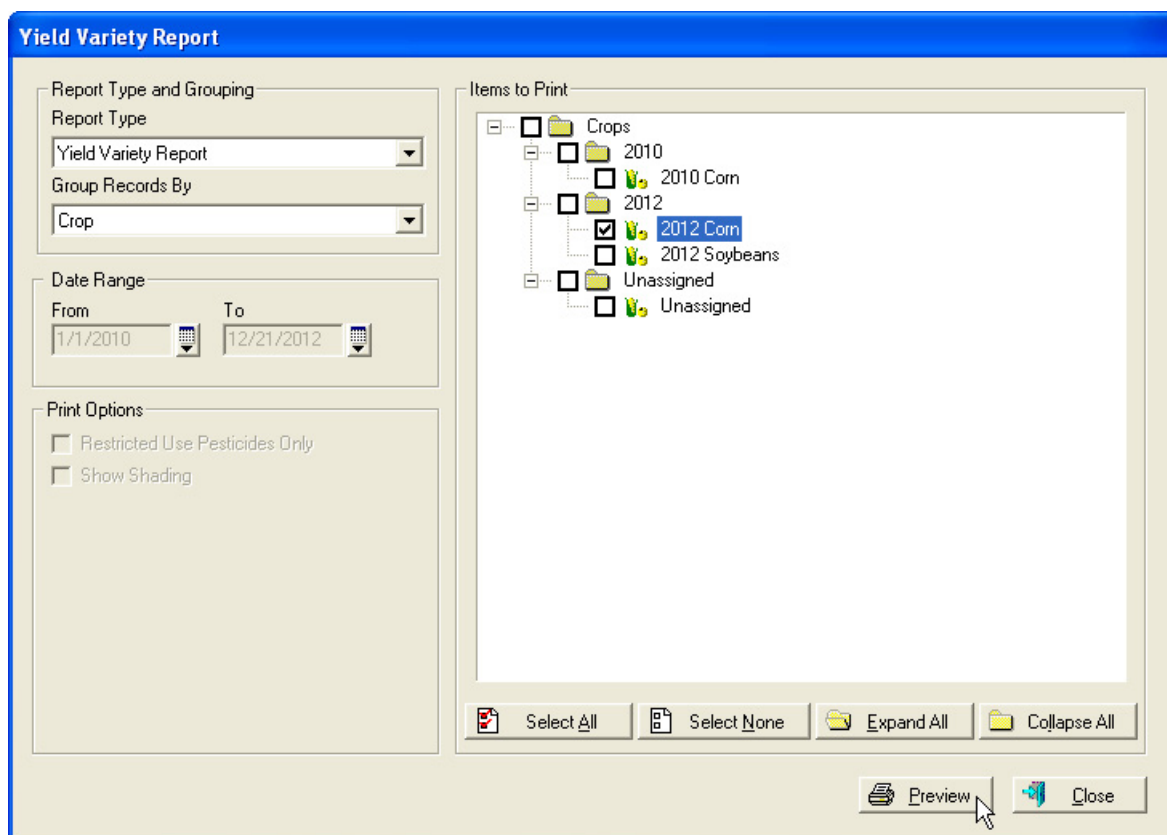 Yield Variety Report
Report Type and Grouping
Report Type
Yield Variety Report
Group Records By
Crop
Date Range
From To
1/1/2010 12/21/2012
Print Options
Restricted Use Pesticides Only
Show Shading
Items to Print
Crops
2010
2010 Corn
2012
2012 Corn
2012 Soybeans
Unassigned
Unassigned
Select All Select None Expand All Collapse All
Preview Close